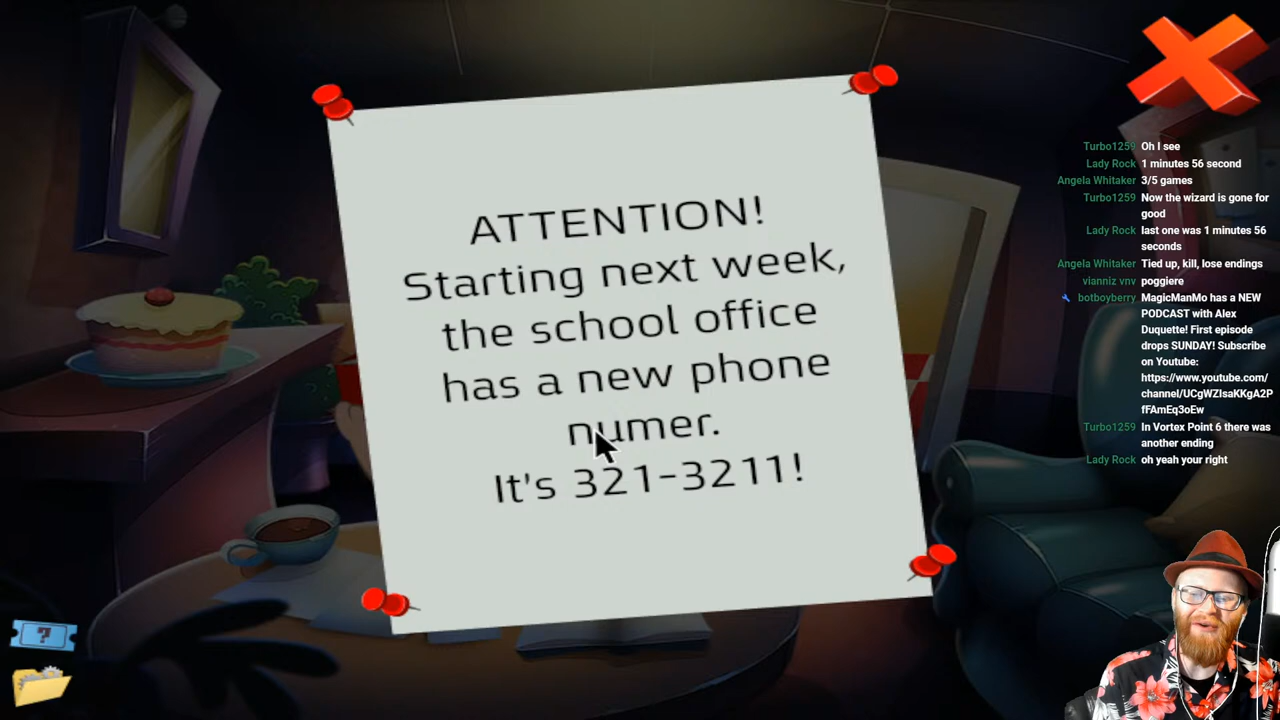 ATTENTION!
Starting next week,
the school office
has a new phone
numer.
It's 321-3211!
?
Turbo1259 Oh I see
Lady Rock 1 minutes 56 second
Angela Whitaker 3/5 games
Turbo1259 Now the wizard is gone for
good
Lady Rock last one was 1 minutes 56
seconds
Angela Whitaker Tied up, kill, lose endings
vianniz vnv poggiere
botboyberry MagicManMo has a NEW
PODCAST with Alex
Duquette! First episode
drops SUNDAY! Subscribe
on Youtube:
https://www.youtube.com/
channel/UCgWZIsaKKgA2P
fFAmEq3oEw
Turbo1259 In Vortex Point 6 there was
another ending
Lady Rock oh yeah your right